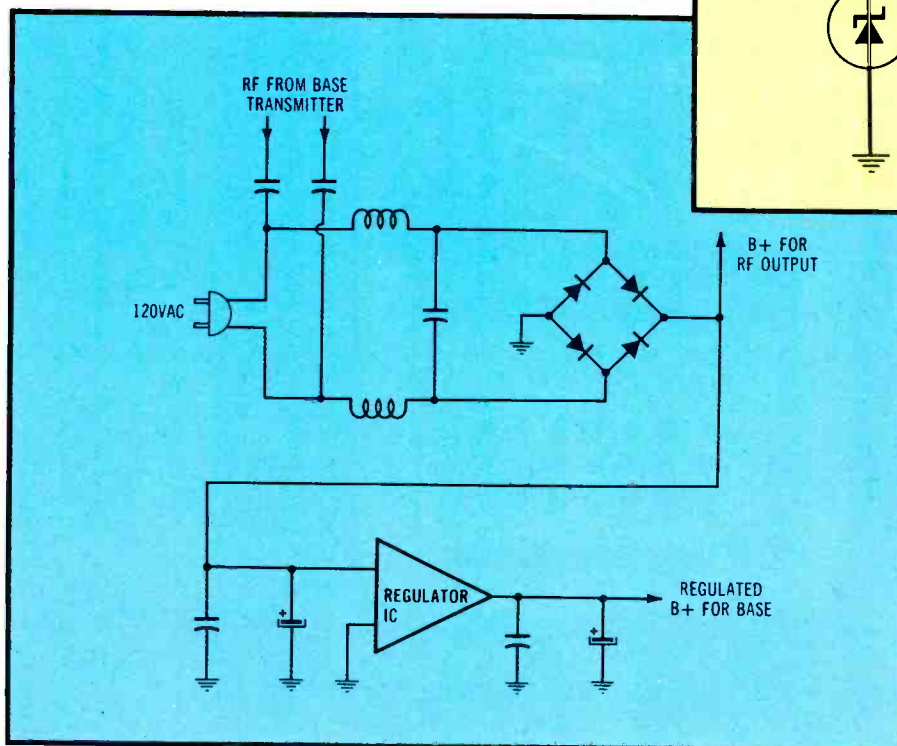 RF FROM BASE
TRANSMITTER
B+ FOR
RF OUTPUT
120VAC
+
REGULATOR
IC
REGULATED
B+ FOR BASE
+